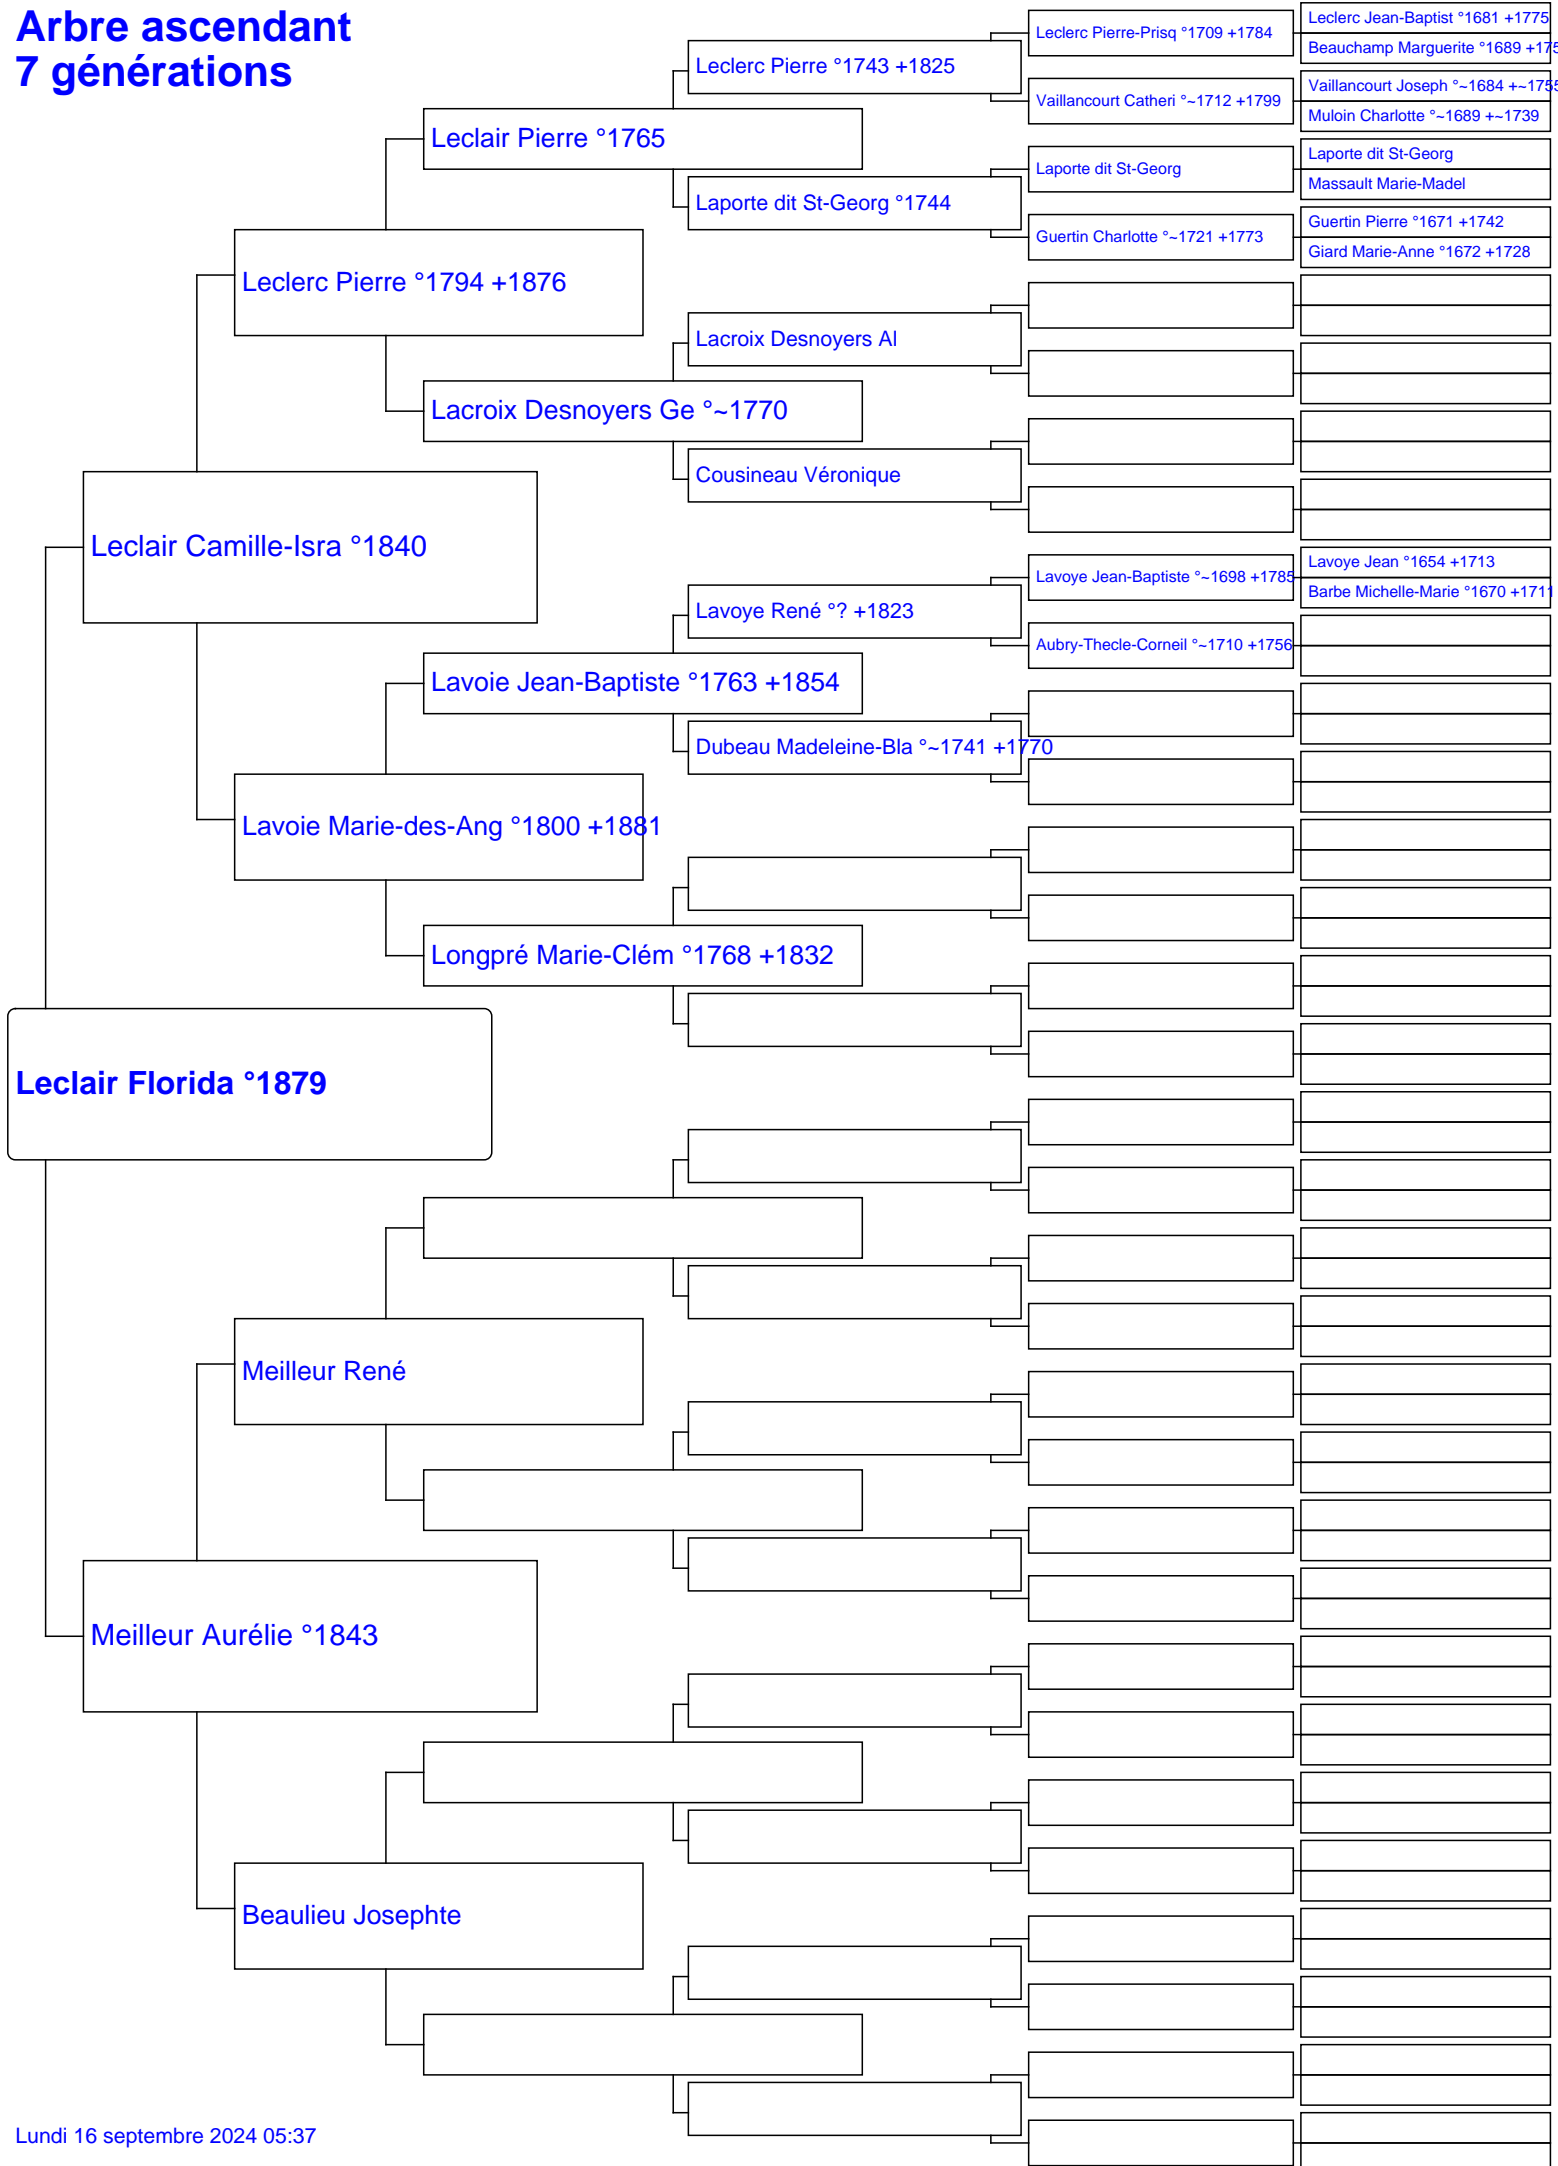 Arbre ascendant
7 générations
Leclerc Jean-Baptist °1681 +1775
Leclerc Pierre-Prisq °1709 +1784
Beauchamp Marguerite °1689 +175
Leclerc Pierre °1743 +1825
Vaillancourt Joseph °~1684 +~1755
Vaillancourt Catheri °~1712 +1799
Muloin Charlotte °~1689 +~1739
Leclair Pierre °1765
Laporte dit St-Georg
Laporte dit St-Georg
Massault Marie-Madel
Laporte dit St-Georg °1744
Guertin Pierre °1671 +1742
Guertin Charlotte °~1721 +1773
Giard Marie-Anne °1672 +1728
Leclerc Pierre °1794 +1876
Lacroix Desnoyers Al
Lacroix Desnoyers Ge °~1770
Cousineau Véronique
Leclair Camille-Isra °1840
Lavoye Jean °1654 +1713
Lavoye Jean-Baptiste °~1698 +1785
Barbe Michelle-Marie °1670 +1711
Lavoye René °? +1823
Aubry-Thecle-Corneil °~1710 +1756
Lavoie Jean-Baptiste °1763 +1854
Dubeau Madeleine-Bla °~1741 +1770
Lavoie Marie-des-Ang °1800 +1881
Longpré Marie-Clém °1768 +1832
Leclair Florida °1879
Meilleur René
Meilleur Aurélie °1843
Beaulieu Josephte
Lundi 16 septembre 2024 05:37